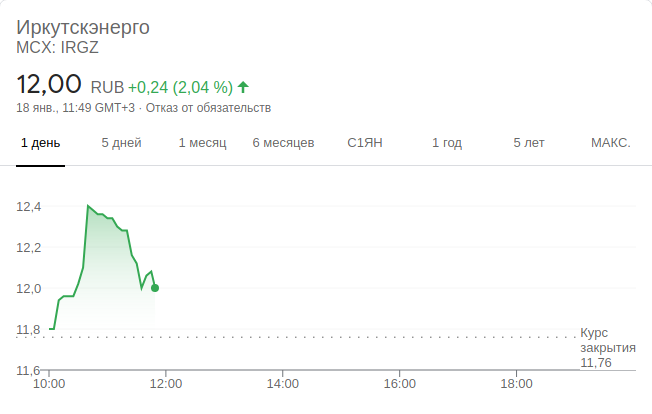 Иркутскэнерго
MCX: IRGZ
12,00 RUB +0,24 (2,04 %)
18 янв., 11:49 GMT+3 · Отказ от обязательств
1 день 5 дней 1 месяц 6 месяцев С1ЯН 1 год 5 лет МАКС.
12,4
12,2
12,0
11,8
Курс
закрытия
11,76
11,6
10:00 12:00 14:00 16:00 18:00